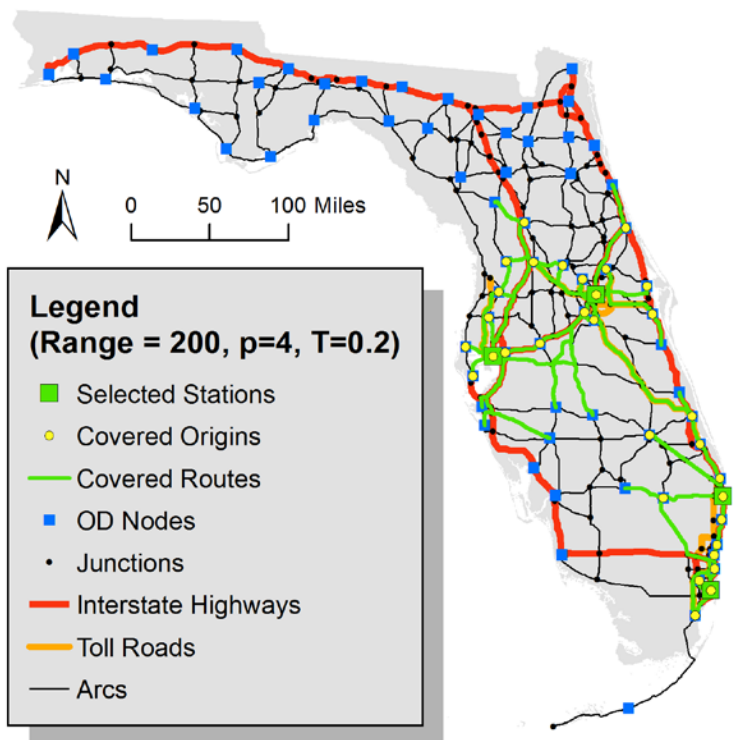 N
0 50 100 Miles
Legend
(Range = 200, p=4, T=0.2)
Selected Stations
Covered Origins
Covered Routes
OD Nodes
Junctions
Interstate Highways
Toll Roads
Arcs